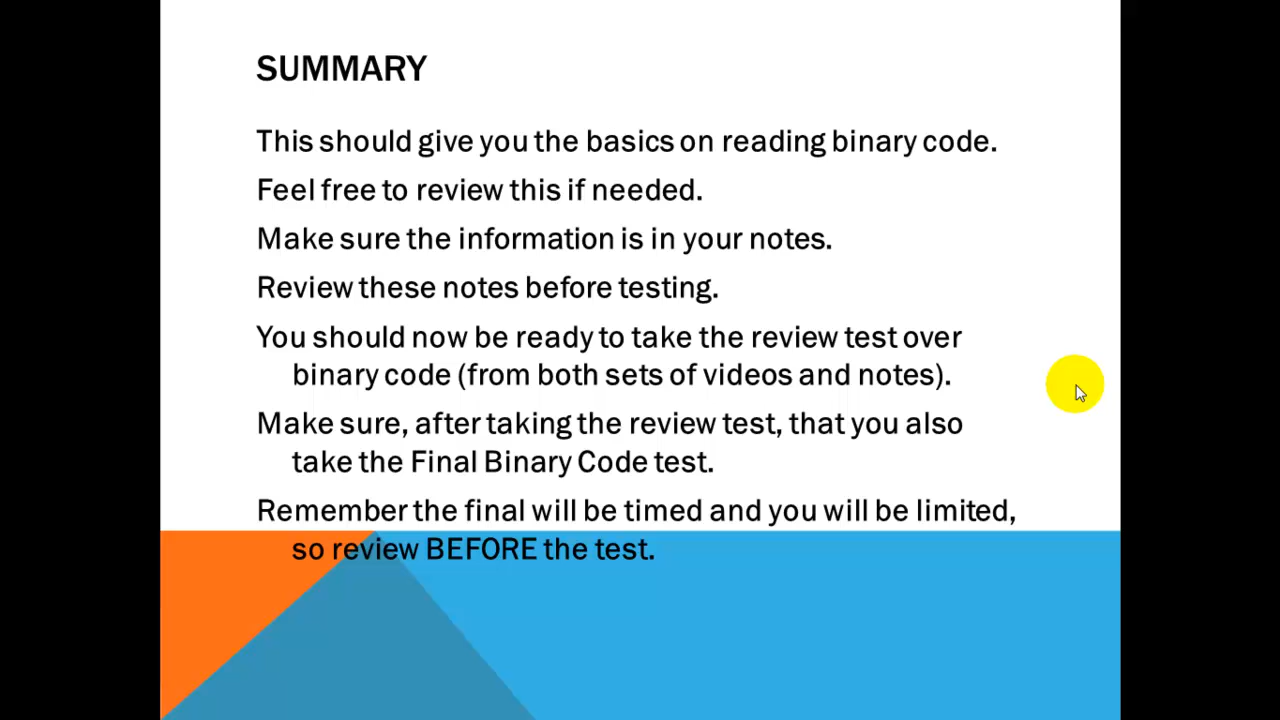 SUMMARY
This should give you the basics on reading binary code.
Feel free to review this if needed.
Make sure the information is in your notes.
Review these notes before testing.
You should now be ready to take the review test over
binary code (from both sets of videos and notes).
Make sure, after taking the review test, that you also
take the Final Binary Code test.
Remember the final will be timed and you will be limited,
so review BEFORE the test.